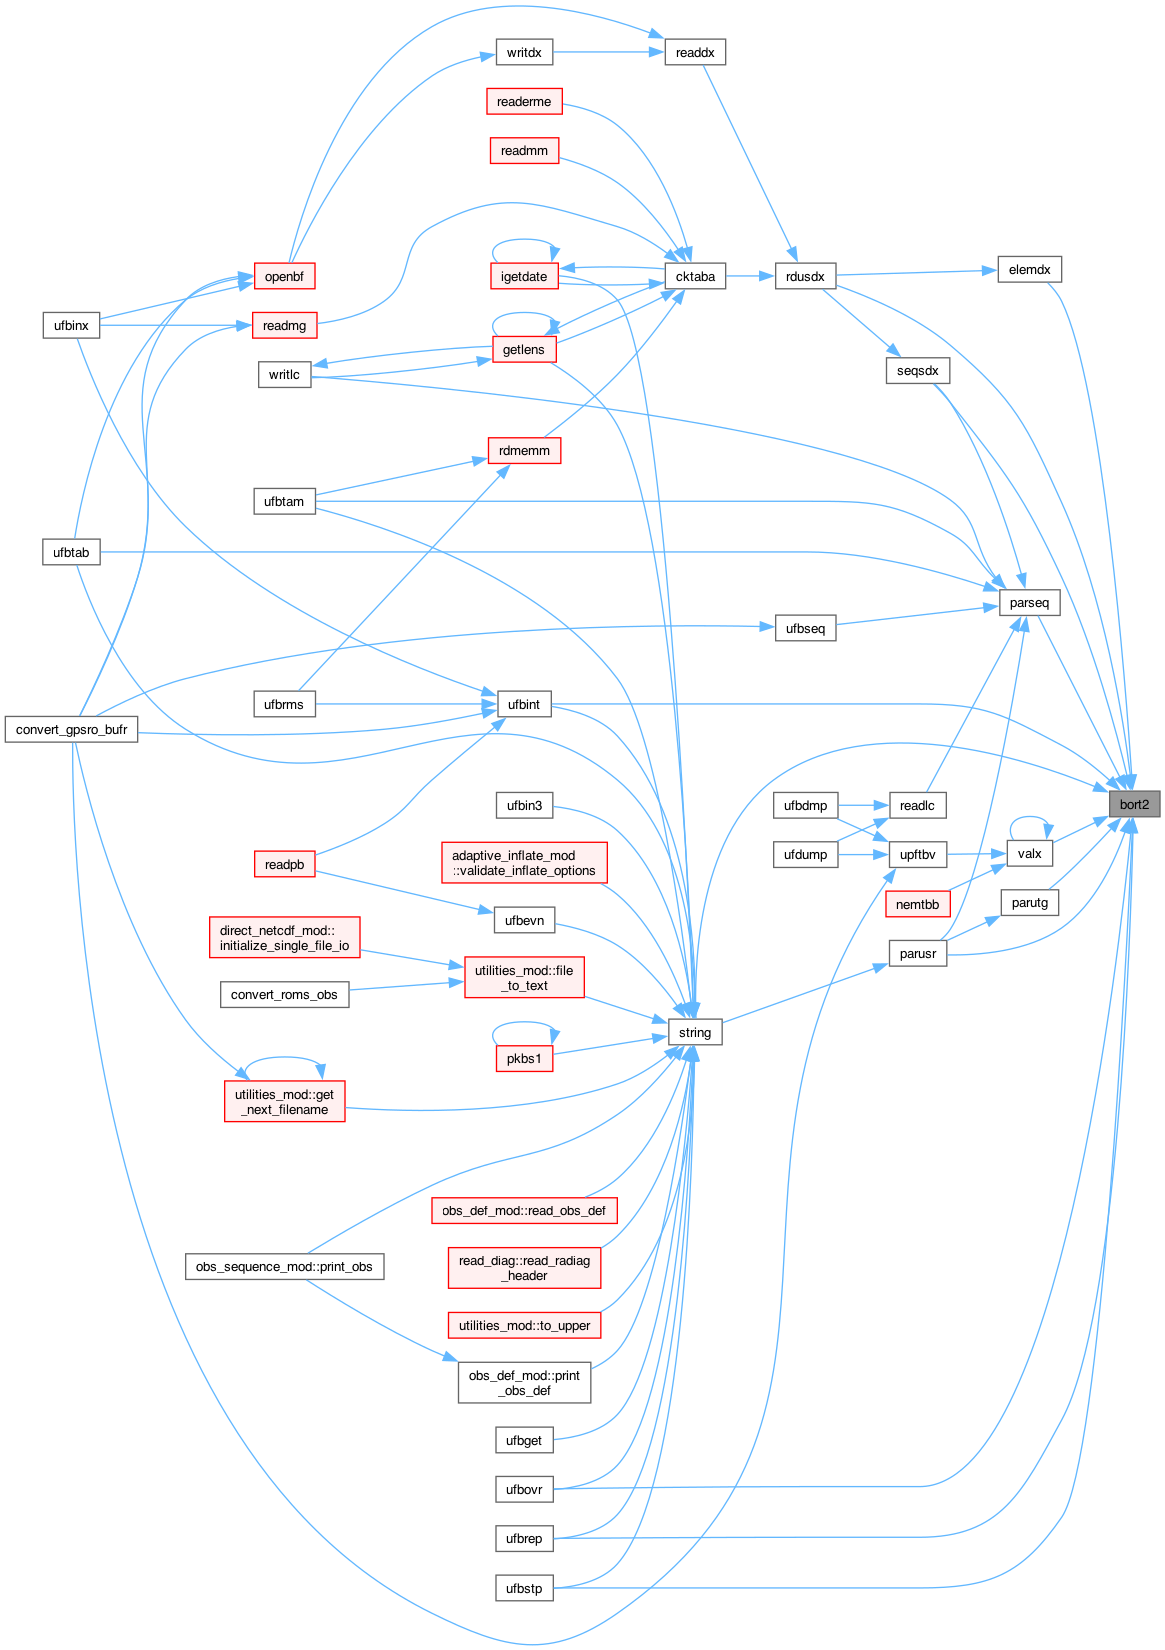 writdx
readdx
readerme
readmm
openbf
igetdate
cktaba
rdusdx
elemdx
ufbinx
readmg
getlens
writlc
seqsdx
rdmemm
ufbtam
ufbtab
parseq
ufbseq
ufbrms
ufbint
convert_gpsro_bufr
ufbin3
ufbdmp
readlc
bort2
readpb
adaptive_inflate_mod
::validate_inflate_options
ufdump
upftbv
valx
nemtbb
parutg
ufbevn
direct_netcdf_mod::
initialize_single_file_io
parusr
utilities_mod::file
_to_text
convert_roms_obs
string
pkbs1
utilities_mod::get
_next_filename
obs_def_mod::read_obs_def
obs_sequence_mod::print_obs
read_diag::read_radiag
_header
utilities_mod::to_upper
obs_def_mod::print
_obs_def
ufbget
ufbovr
ufbrep
ufbstp